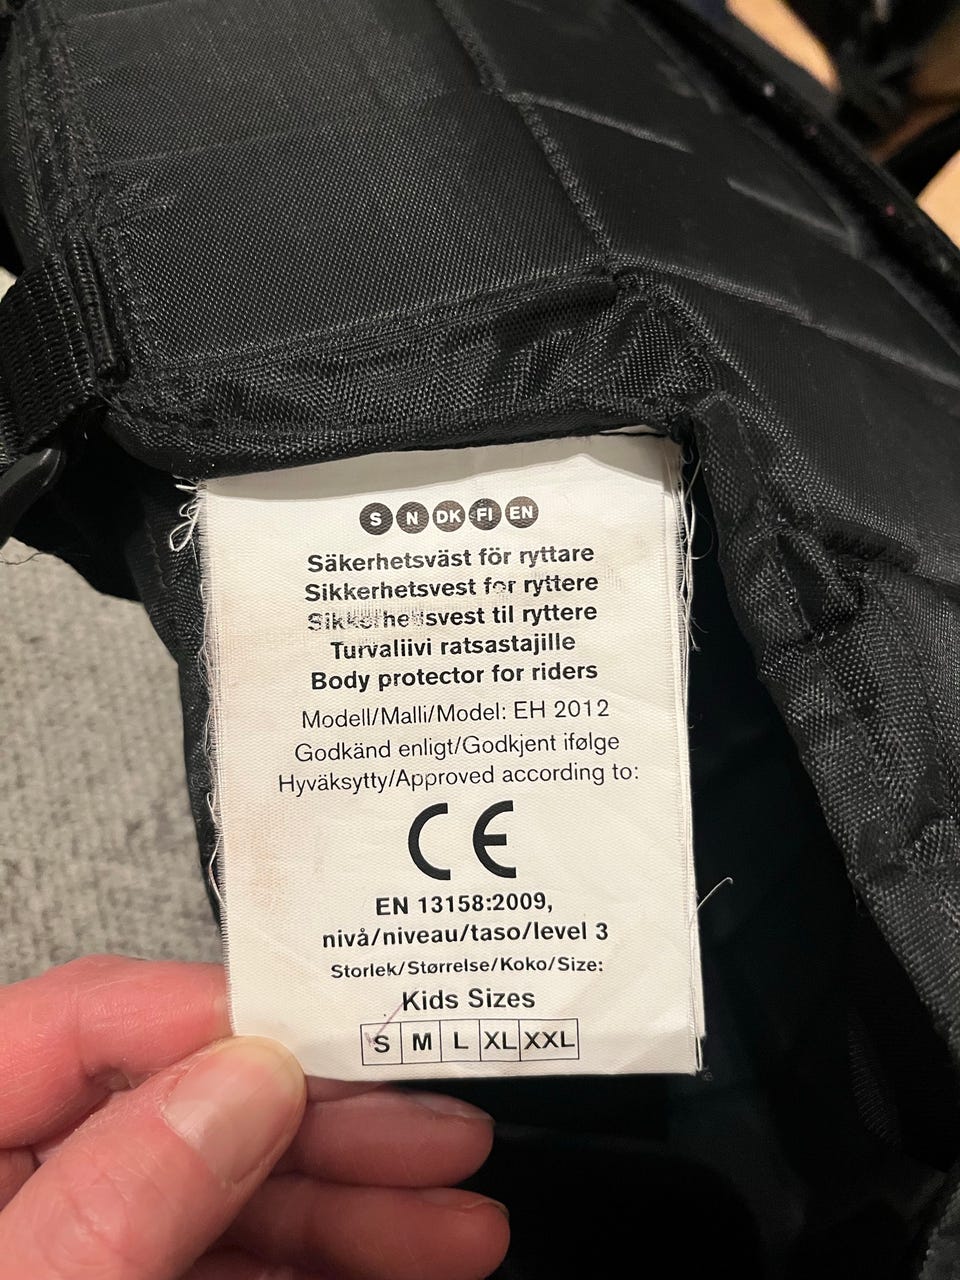 S N DK FI EN
Säkerhetsväst för ryttare
Sikkerhetsvest for ryttere
Sikkerhetsvest til ryttere
Turvaliivi ratsastajille
Body protector for riders
Modell/Malli/Model: EH 2012
Godkänd enligt/Godkjent ifølge
Hyväksytty/Approved according to:
CE
EN 13158:2009,
nivå/niveau/taso/level 3
Storlek/Størrelse/Koko/Size:
Kids Sizes
S M L XL XXL